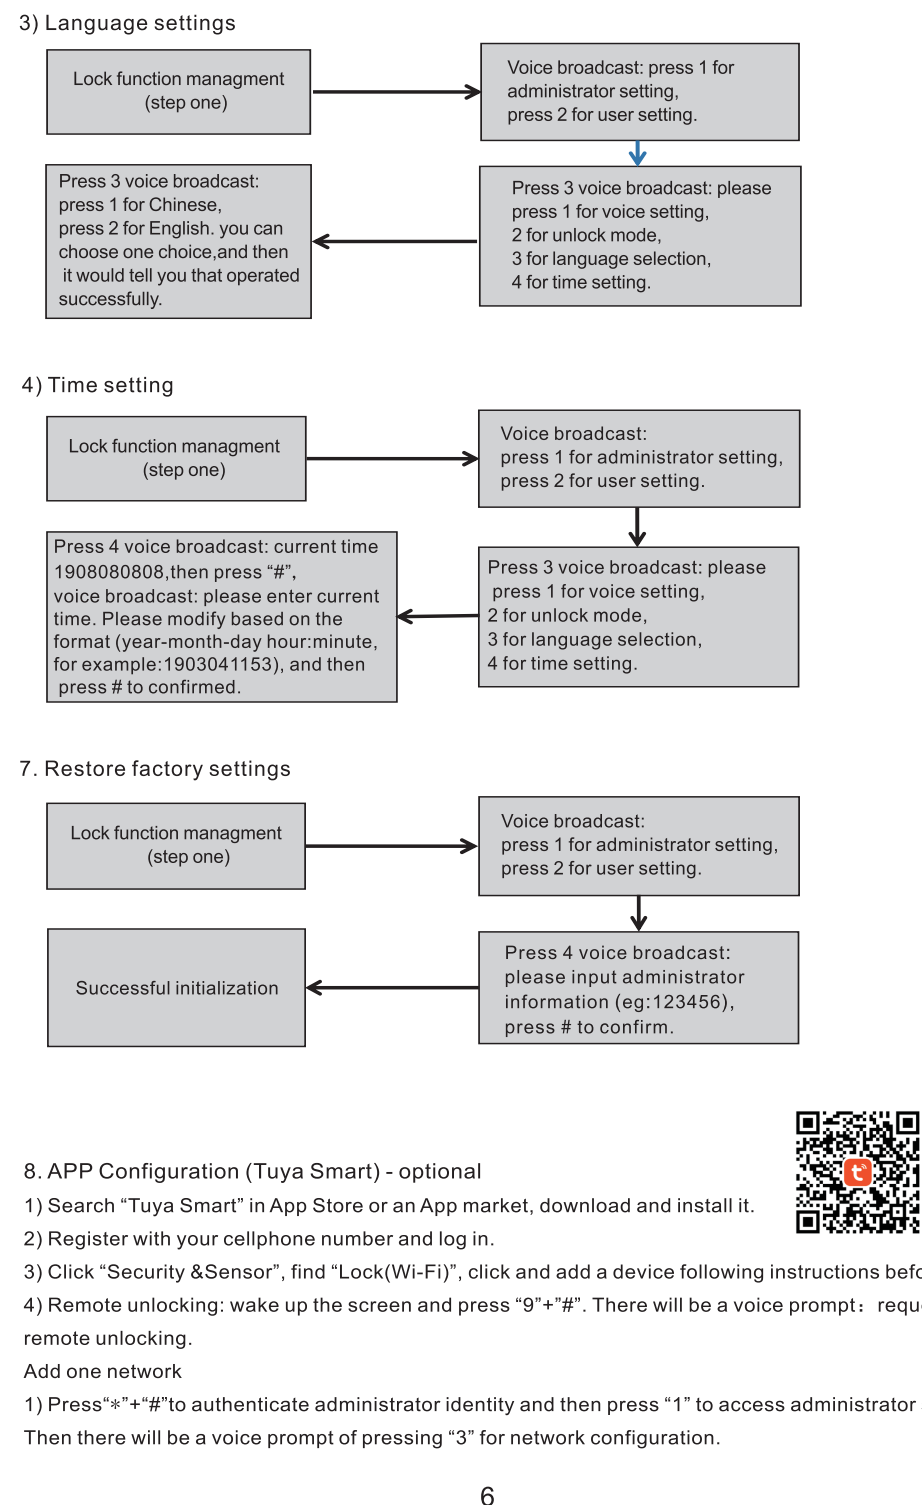 3) Language settings
Lock function managment
(step one)
Voice broadcast: press 1 for
administrator setting,
press 2 for user setting.
Press 3 voice broadcast: please
press 1 for voice setting,
2 for unlock mode,
3 for language selection,
4 for time setting.
Press 3 voice broadcast:
press 1 for Chinese,
press 2 for English. you can
choose one choice,and then
it would tell you that operated
successfully.
4) Time setting
Lock function managment
(step one)
Voice broadcast:
press 1 for administrator setting,
press 2 for user setting.
Press 3 voice broadcast: please
press 1 for voice setting,
2 for unlock mode,
3 for language selection,
4 for time setting.
Press 4 voice broadcast: current time
1908080808,then press “#”,
voice broadcast: please enter current
time. Please modify based on the
format (year-month-day hour:minute,
for example:1903041153), and then
press # to confirmed.
7. Restore factory settings
Lock function managment
(step one)
Voice broadcast:
press 1 for administrator setting,
press 2 for user setting.
Press 4 voice broadcast:
please input administrator
information (eg:123456),
press # to confirm.
Successful initialization
8. APP Configuration (Tuya Smart) - optional
1) Search “Tuya Smart” in App Store or an App market, download and install it.
2) Register with your cellphone number and log in.
3) Click “Security &Sensor”, find “Lock(Wi-Fi)”, click and add a device following instructions
4) Remote unlocking: wake up the screen and press “9”+”#”. There will be a voice prompt：
remote unlocking.
Add one network
1) Press“*”+“#”to authenticate administrator identity and then press “1” to access administrator
Then there will be a voice prompt of pressing “3” for network configuration.
6